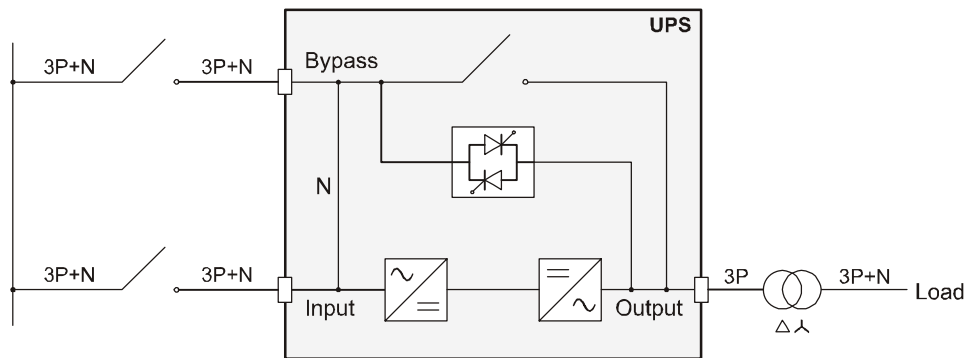 UPS
3P+N
3P+N
Bypass
N
3P+N
3P+N
Input
Output
3P
3P+N
Load